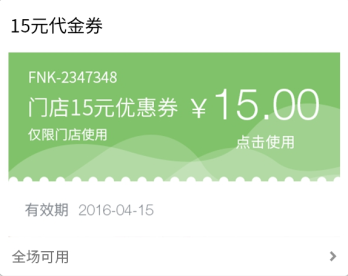 15元代金券
FNK-2347348
门店15元优惠券 ￥15.00
仅限门店使用
点击使用
有效期 2016-04-15
全场可用